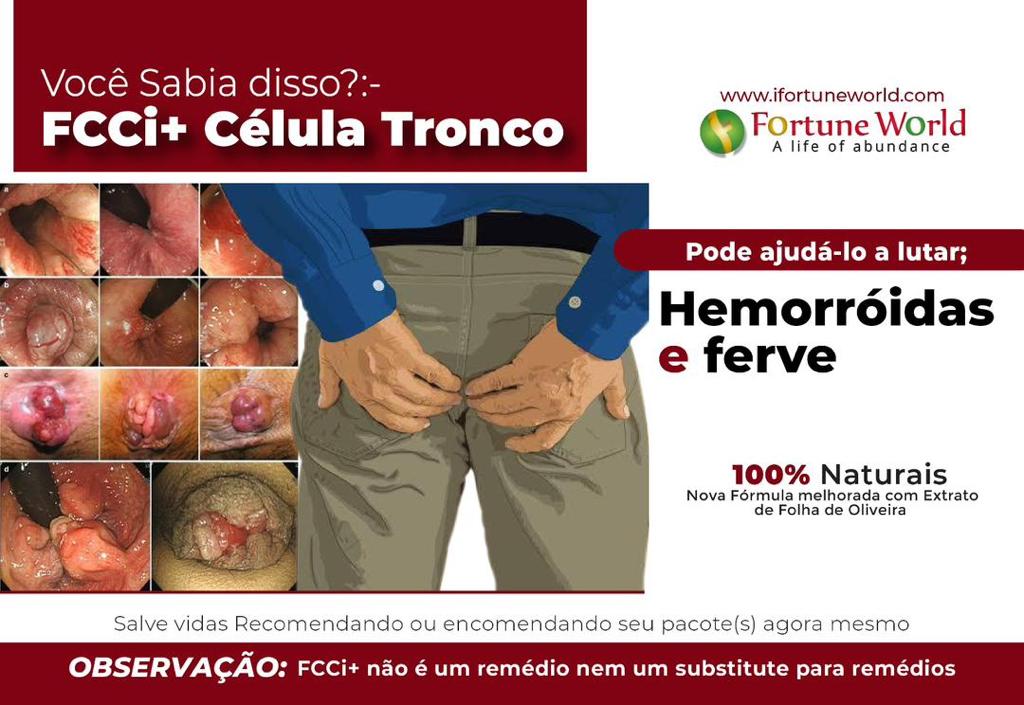 Você Sabia disso?:-
FCCi+ Célula Tronco
www.ifortuneworld.com
Fortune World
A life of abundance
a
b
c
d
Pode ajudá-lo a lutar;
Hemorróidas
e ferve
100% Naturais
Nova Fórmula melhorada com Extrato
de Folha de Oliveira
Salve vidas Recomendando ou encomendando seu pacote(s) agora mesmo
OBSERVAÇÃO: FCCi+ não é um remédio nem um substitute para remédios